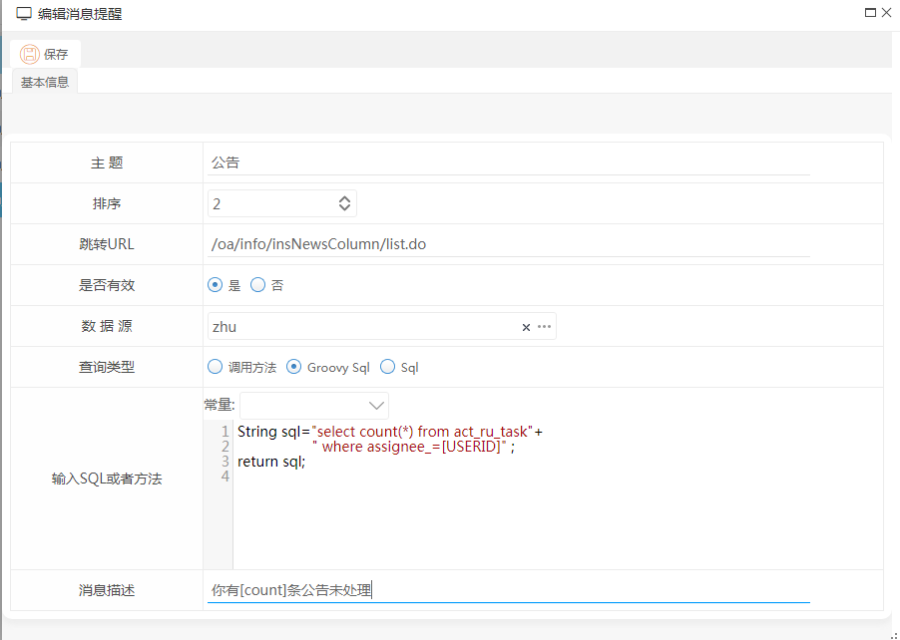 编辑消息提醒
保存
基本信息
主 题 公告
排序 2
跳转URL /oa/info/insNewsColumn/list.do
是否有效 是 否
数 据 源 zhu
查询类型 调用方法 Groovy Sql Sql
常量:
输入SQL或者方法
1 String sql="select count(*) from act_ru_task"+
2 " where assignee_=[USERID]" ;
3 return sql;
4
消息描述 你有[count]条公告未处理